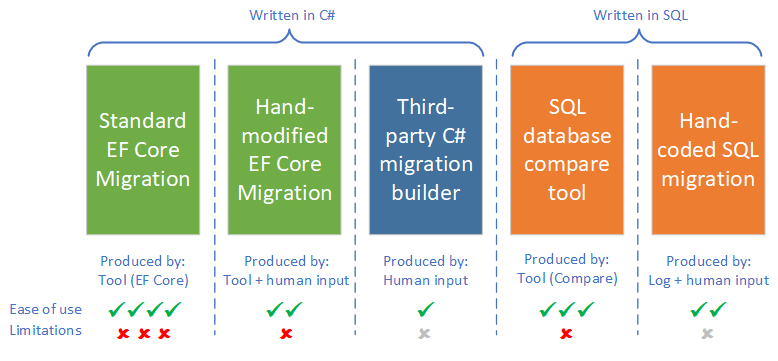 Written in C#
Written in SQL
Standard
EF Core
Migration
Hand-
modified
EF Core
Migration
Third-
party C#
migration
builder
SQL
database
compare
tool
Hand-
coded SQL
migration
Produced by:
Tool (EF Core)
Produced by:
Tool + human input
Produced by:
Human input
Produced by:
Tool (Compare)
Produced by:
Log + human input
Ease of use
Limitations